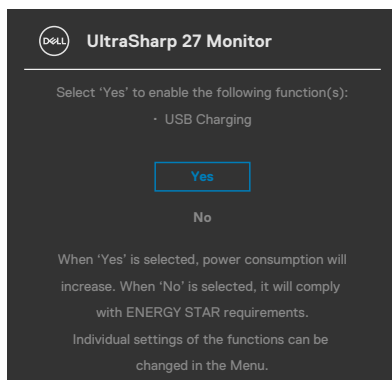 DELL
UltraSharp 27 Monitor
Select ‘Yes’ to enable the following function(s):
• USB Charging
Yes
No
When ‘Yes’ is selected, power consumption will
increase. When ‘No’ is selected, it will comply
with ENERGY STAR requirements.
Individual settings of the functions can be
changed in the Menu.